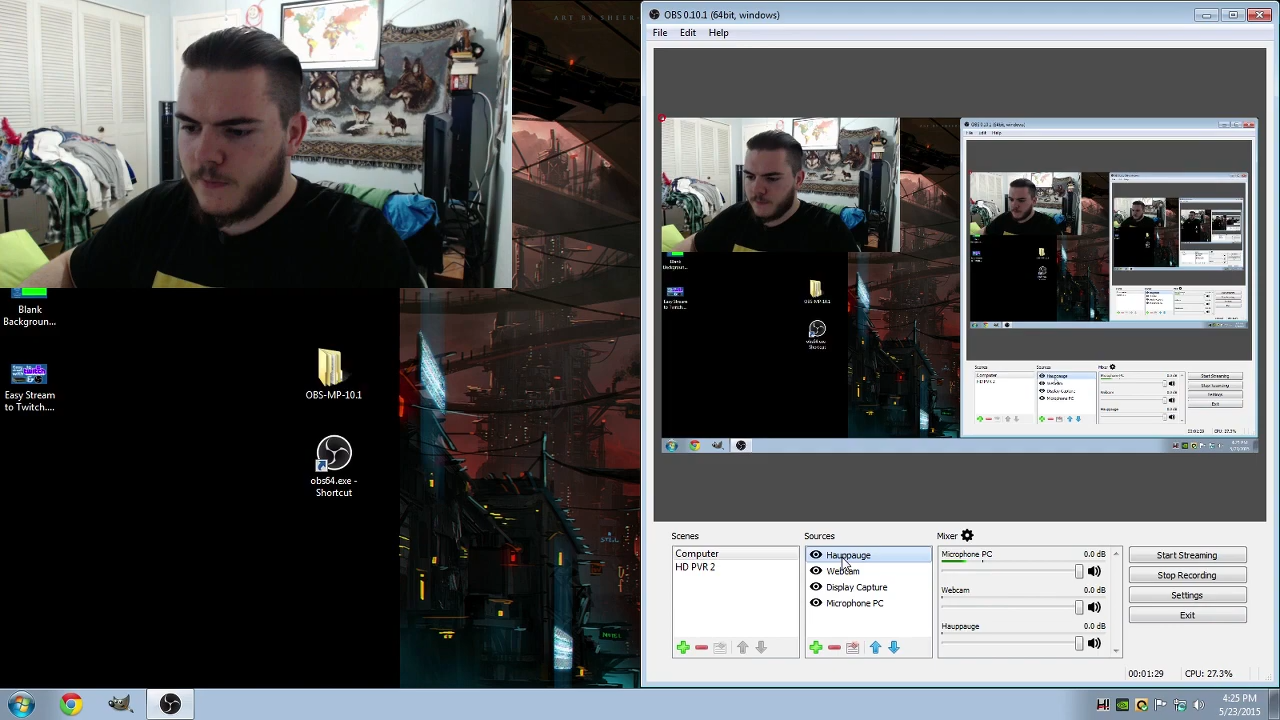 ART BY SHEER-
OBS 0.10.1 (64bit, windows)
File Edit Help
Blank
Backgroun...
Easy Stream
to Twitch....
OBS-MP-10.1
obs64.exe -
Shortcut
Scenes
Computer
HD PVR 2
Sources
Hauppauge
Webcam
Display Capture
Microphone PC
Mixer
Microphone PC 0.0 dB
Webcam 0.0 dB
Hauppauge 0.0 dB
Start Streaming
Stop Recording
Settings
Exit
00:01:29 CPU: 27.3%
4:25 PM
5/23/2015